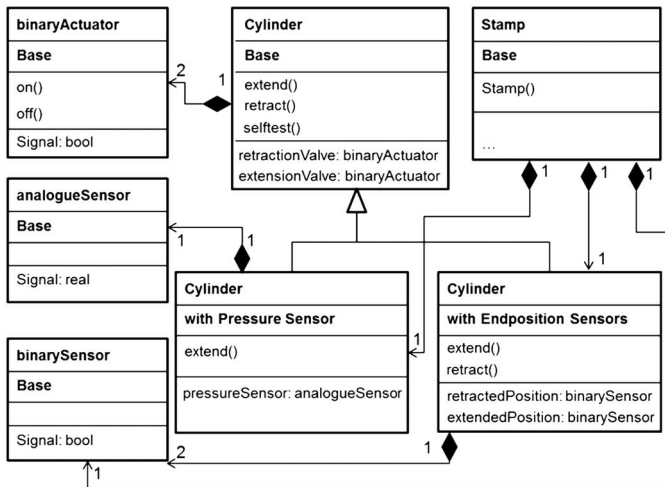 binaryActuator
Base
on()
off()
Signal: bool
2
1
Cylinder
Base
extend()
retract()
selftest()
retractionValve: binaryActuator
extensionValve: binaryActuator
Stamp
Base
Stamp()
...
1
1
1
analogueSensor
Base
Signal: real
1
1
Cylinder
with Pressure Sensor
extend()
pressureSensor: analogueSensor
1
1
Cylinder
with Endposition Sensors
extend()
retract()
retractedPosition: binarySensor
extendedPosition: binarySensor
binarySensor
Base
Signal: bool
2
1
1